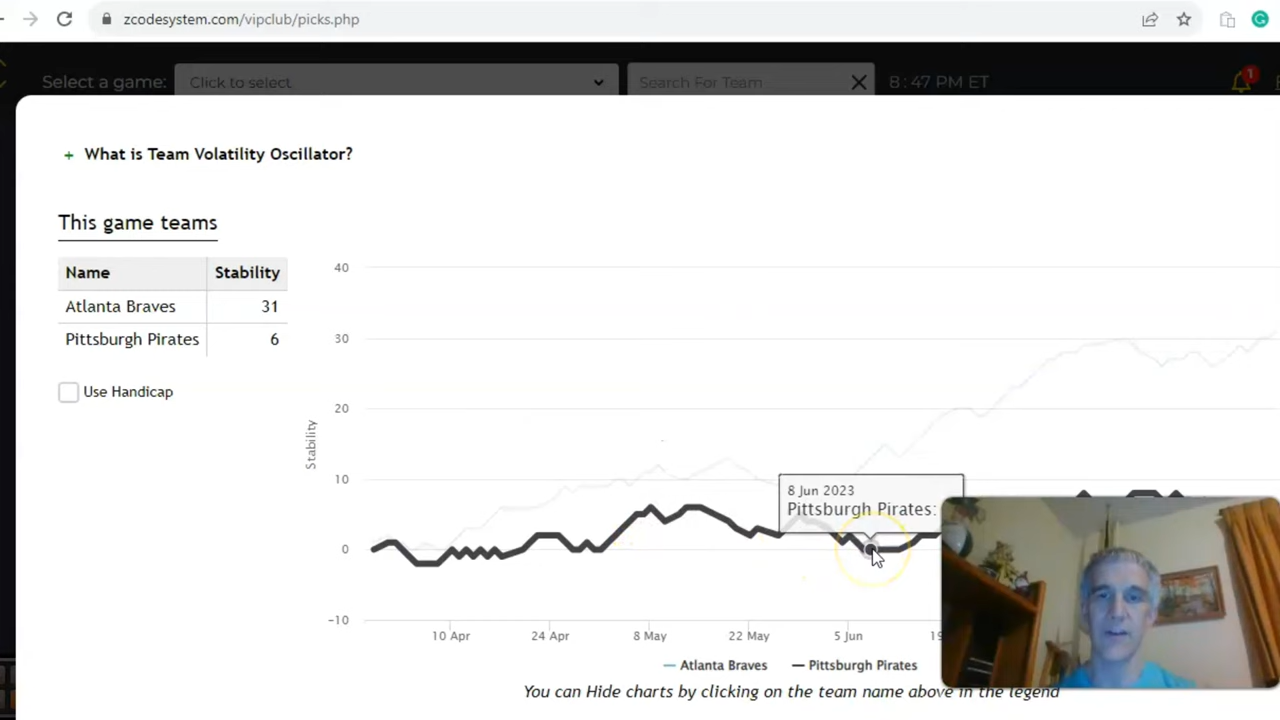 zcodesystem.com/vipclub/picks.php
Select a game: Click to select Search For Team 8:47 PM ET 1
+ What is Team Volatility Oscillator?
This game teams
Name Stability
Atlanta Braves 31
Pittsburgh Pirates 6
Use Handicap
Stability
40
30
20
10
0
-10
8 Jun 2023
Pittsburgh Pirates:
10 Apr 24 Apr 8 May 22 May 5 Jun
Atlanta Braves Pittsburgh Pirates
You can Hide charts by clicking on the team name above in the legend